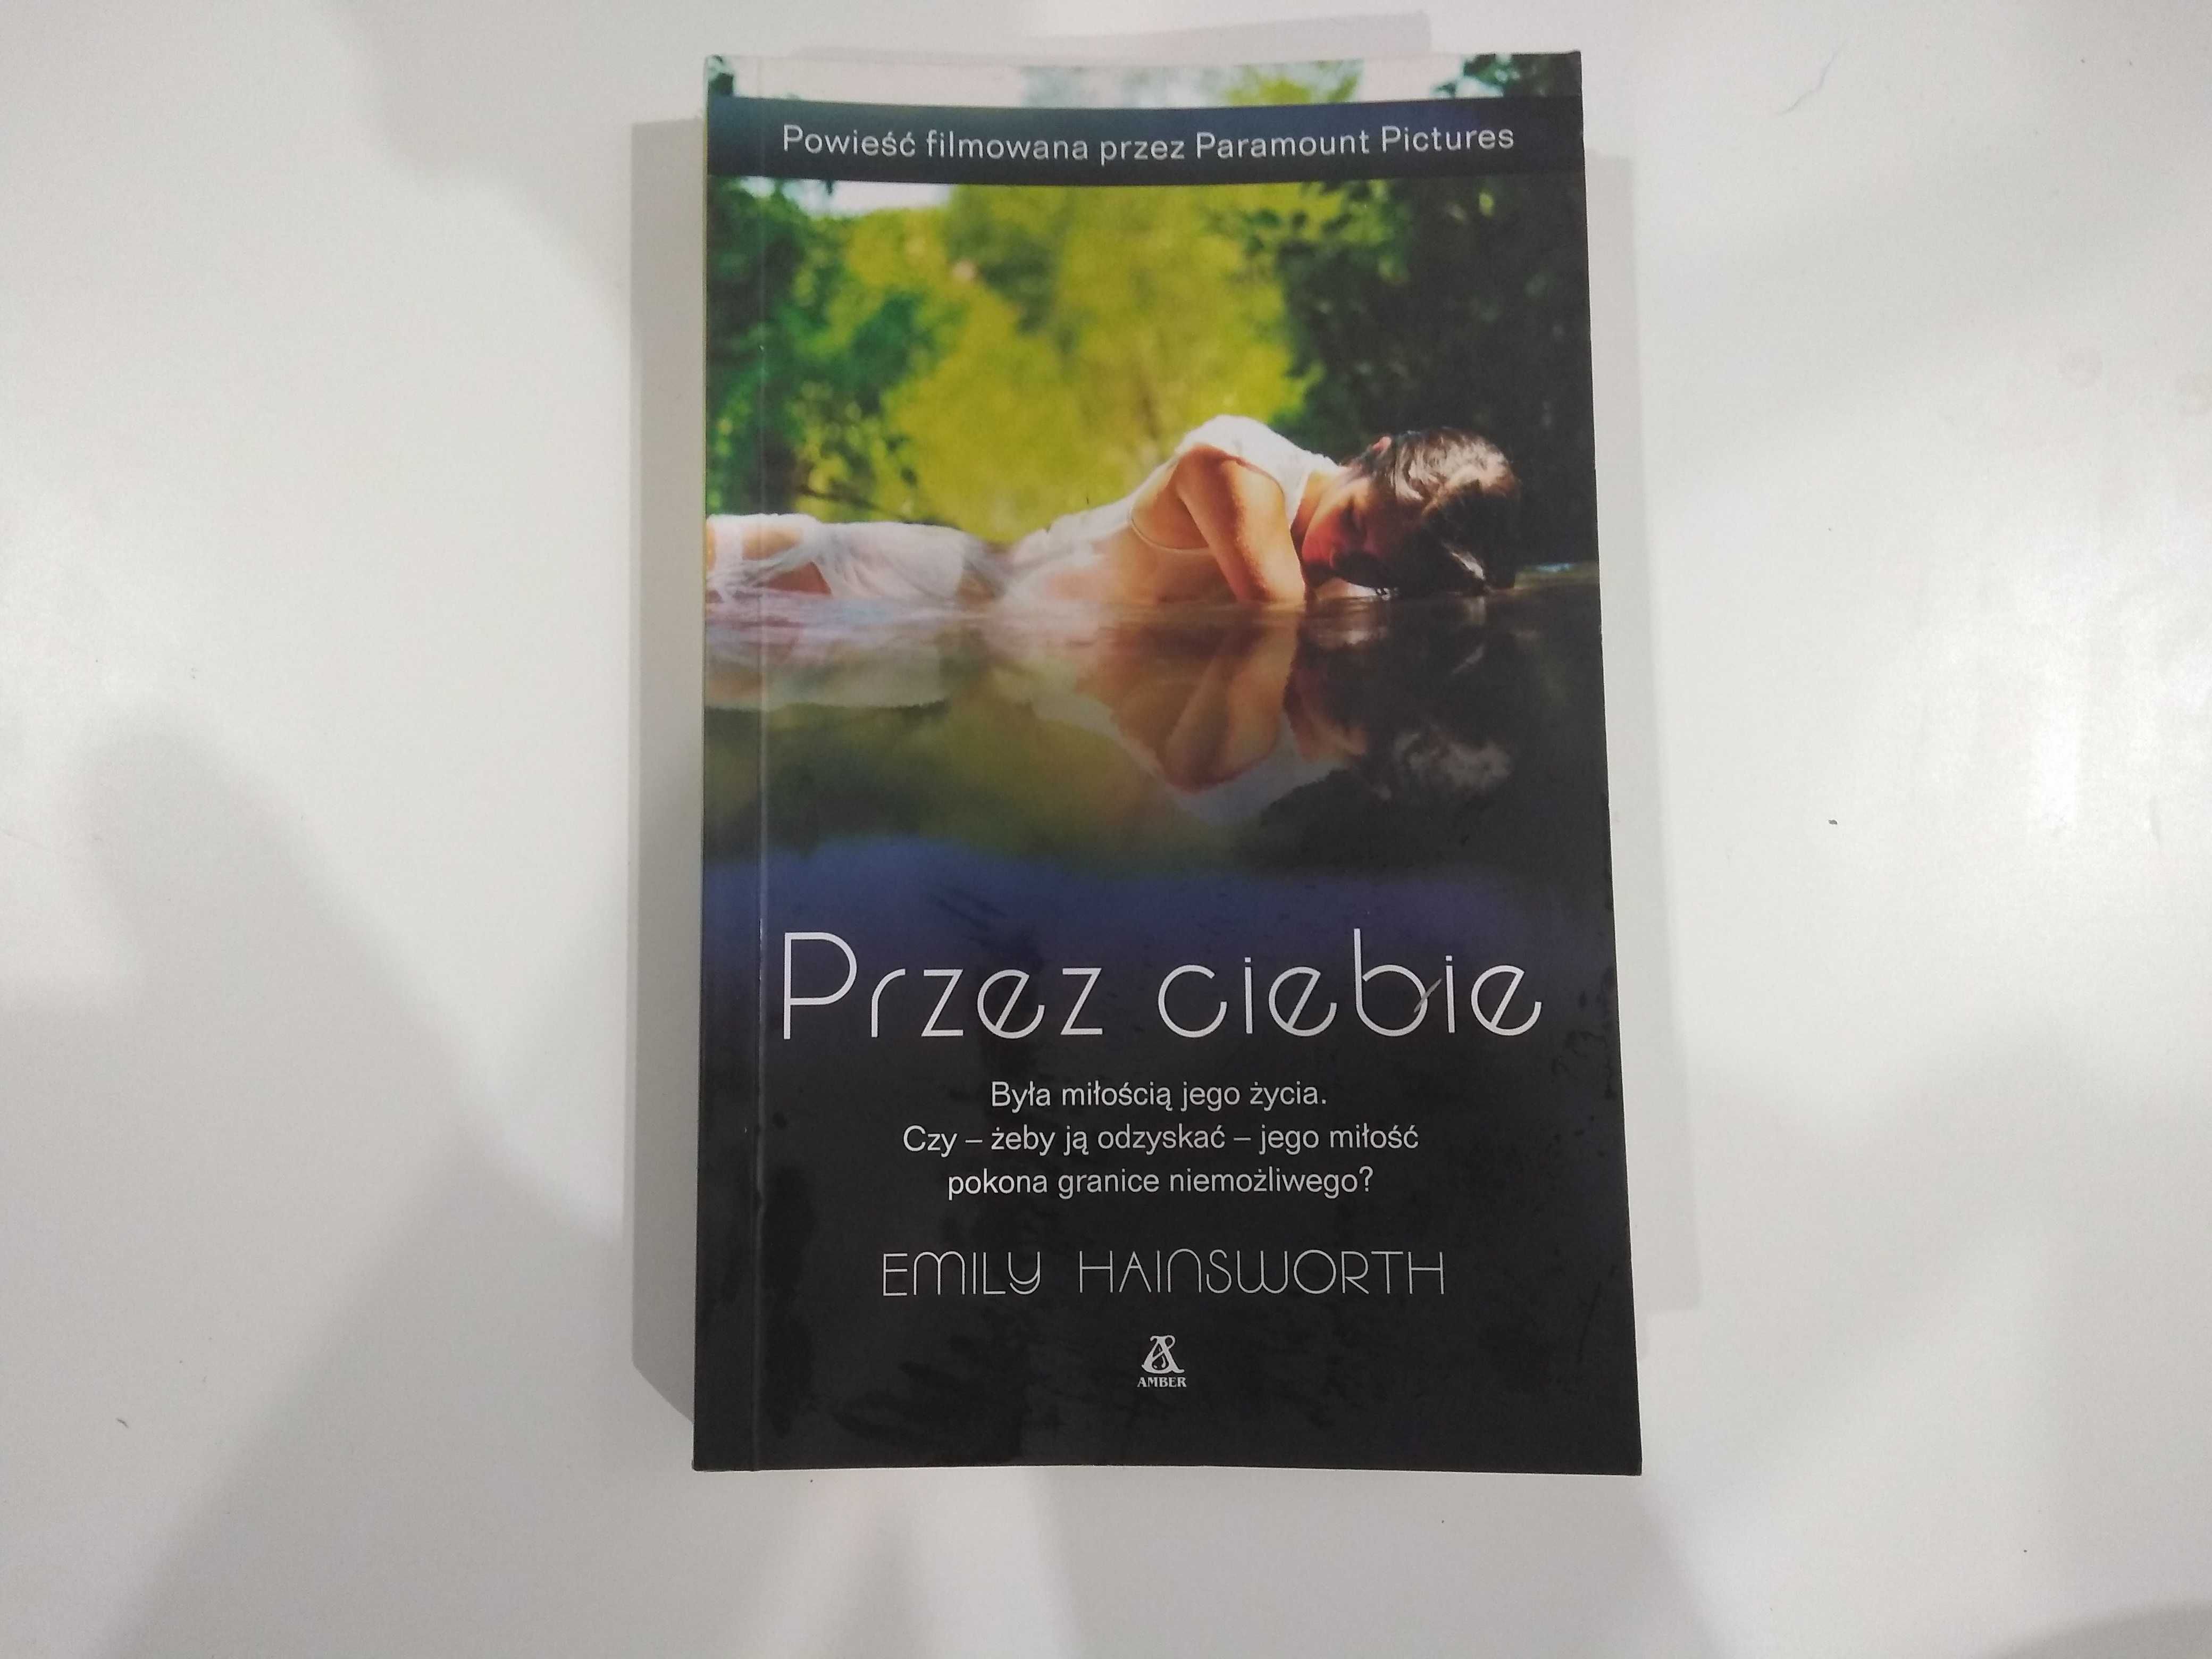 Powieść filmowana przez Paramount Pictures
Przez ciebie
Była miłością jego życia.
Czy – żeby ją odzyskać – jego miłość
pokona granice niemożliwego?
EMILY HAINSWORTH
AMBER